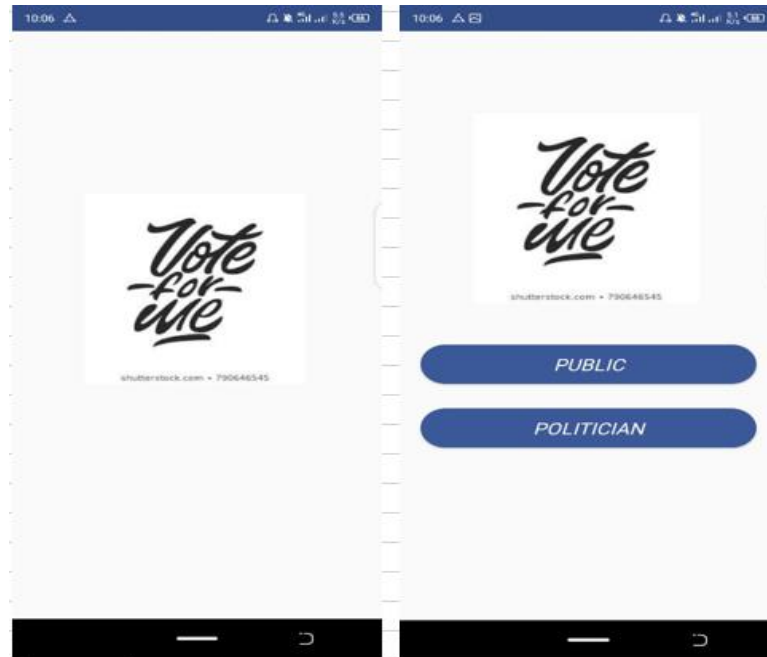 10:06
Vote
for
me
shutterstock.com • 790646545
10:06
Vote
for
me
shutterstock.com • 790646545
PUBLIC
POLITICIAN